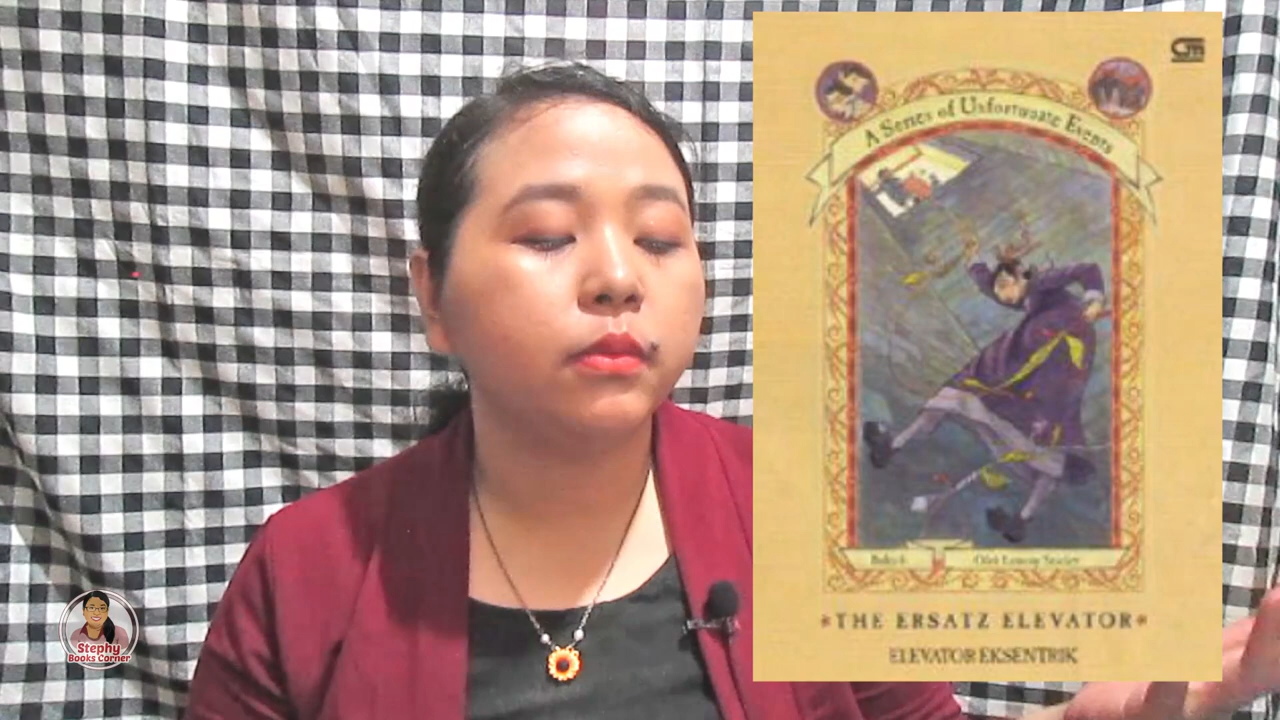 A Series of Unfortunate Events
Buku 6
Oleh Lemony Snicket
THE ERSATZ ELEVATOR
ELEVATOR EKSENTRIK
Stephy
Books Corner